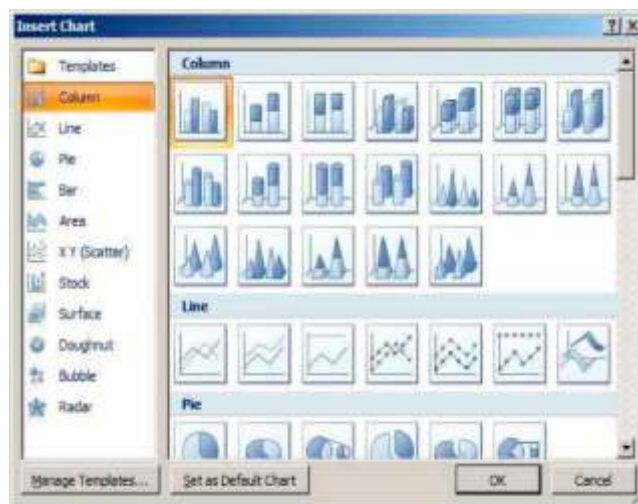 Insert Chart
Templates
Column
Line
Pie
Bar
Area
X Y (Scatter)
Stock
Surface
Doughnut
Bubble
Radar
Manage Templates...
Column
Line
Pie
Set as Default Chart
OK
Cancel